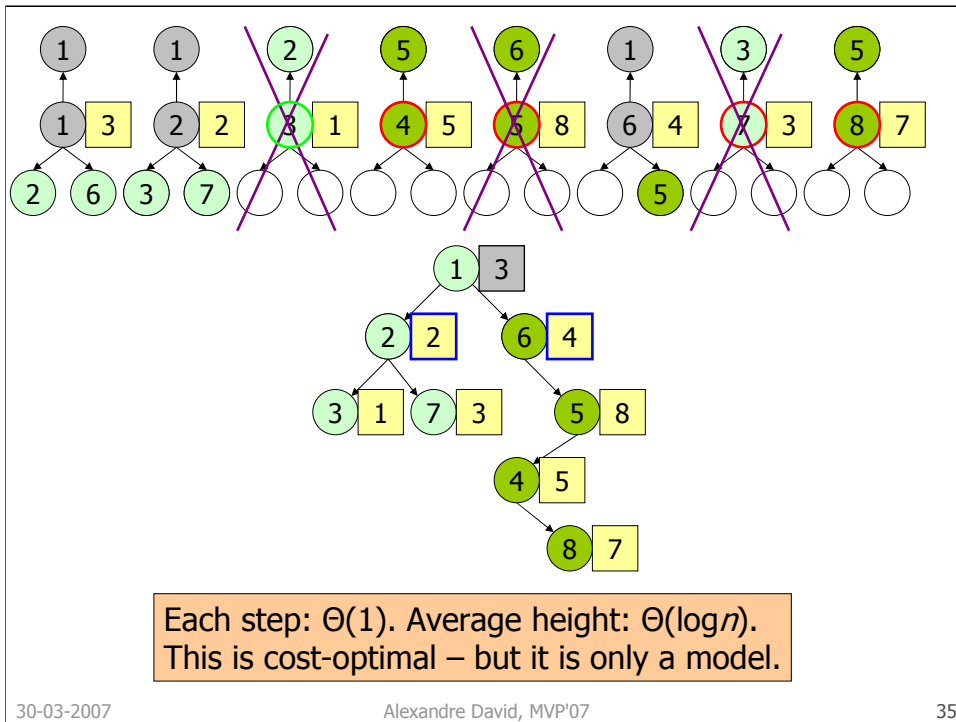 1 1 2 5 6 1 3 5
1 3 2 2 3 1 4 5 5 8 6 4 7 3 8 7
2 6 3 7 5
1 3
2 2 6 4
3 1 7 3 5 8
4 5
8 7
Each step: Θ(1). Average height: Θ(logn).
This is cost-optimal – but it is only a model.
30-03-2007 Alexandre David, MVP'07 35